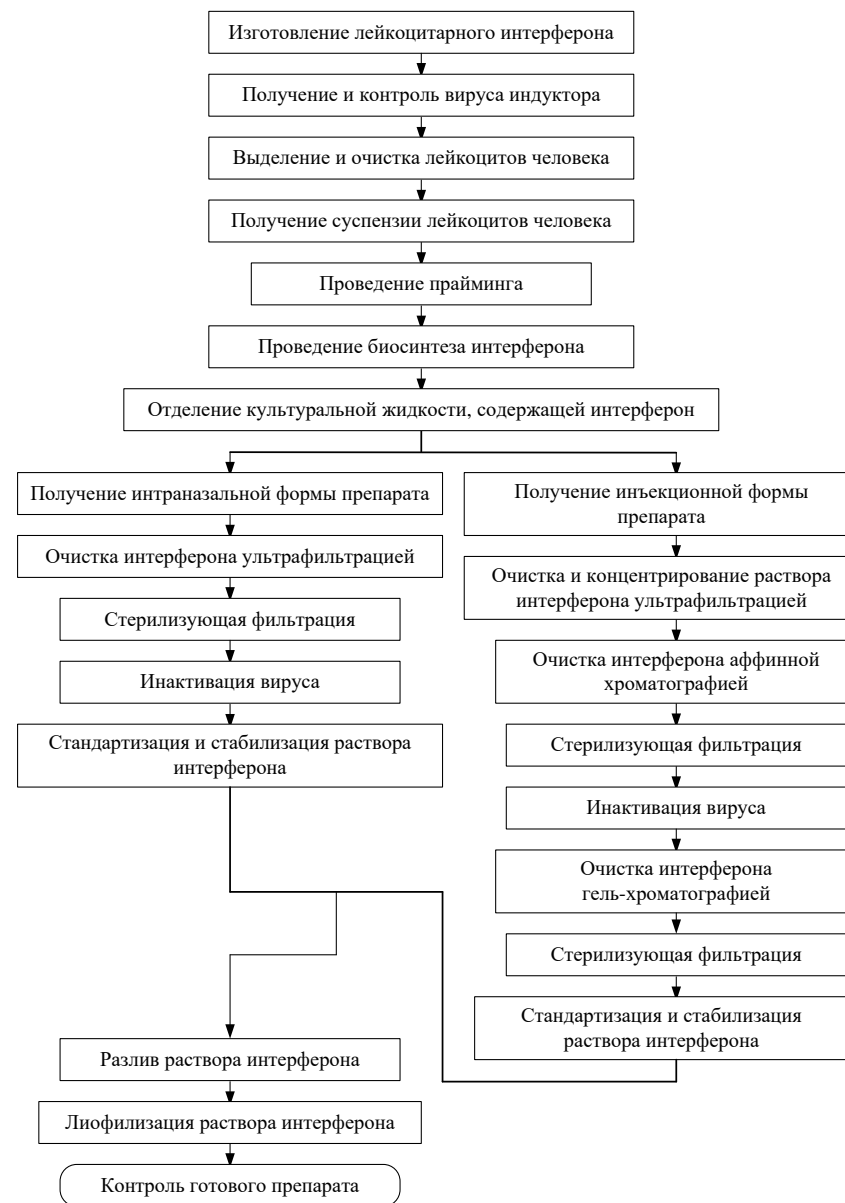 Изготовление лейкоцитарного интерферона
Получение и контроль вируса индуктора
Выделение и очистка лейкоцитов человека
Получение суспензии лейкоцитов человека
Проведение прайминга
Проведение биосинтеза интерферона
Отделение культуральной жидкости, содержащей интерферон
Получение интраназальной формы препарата
Очистка интерферона ультрафильтрацией
Стерилизующая фильтрация
Инактивация вируса
Стандартизация и стабилизация раствора
интерферона
Получение инъекционной формы
препарата
Очистка и концентрирование раствора
интерферона ультрафильтрацией
Очистка интерферона аффинной
хроматографией
Стерилизующая фильтрация
Инактивация вируса
Очистка интерферона
гель-хроматографией
Стерилизующая фильтрация
Стандартизация и стабилизация
раствора интерферона
Разлив раствора интерферона
Лиофилизация раствора интерферона
Контроль готового препарата